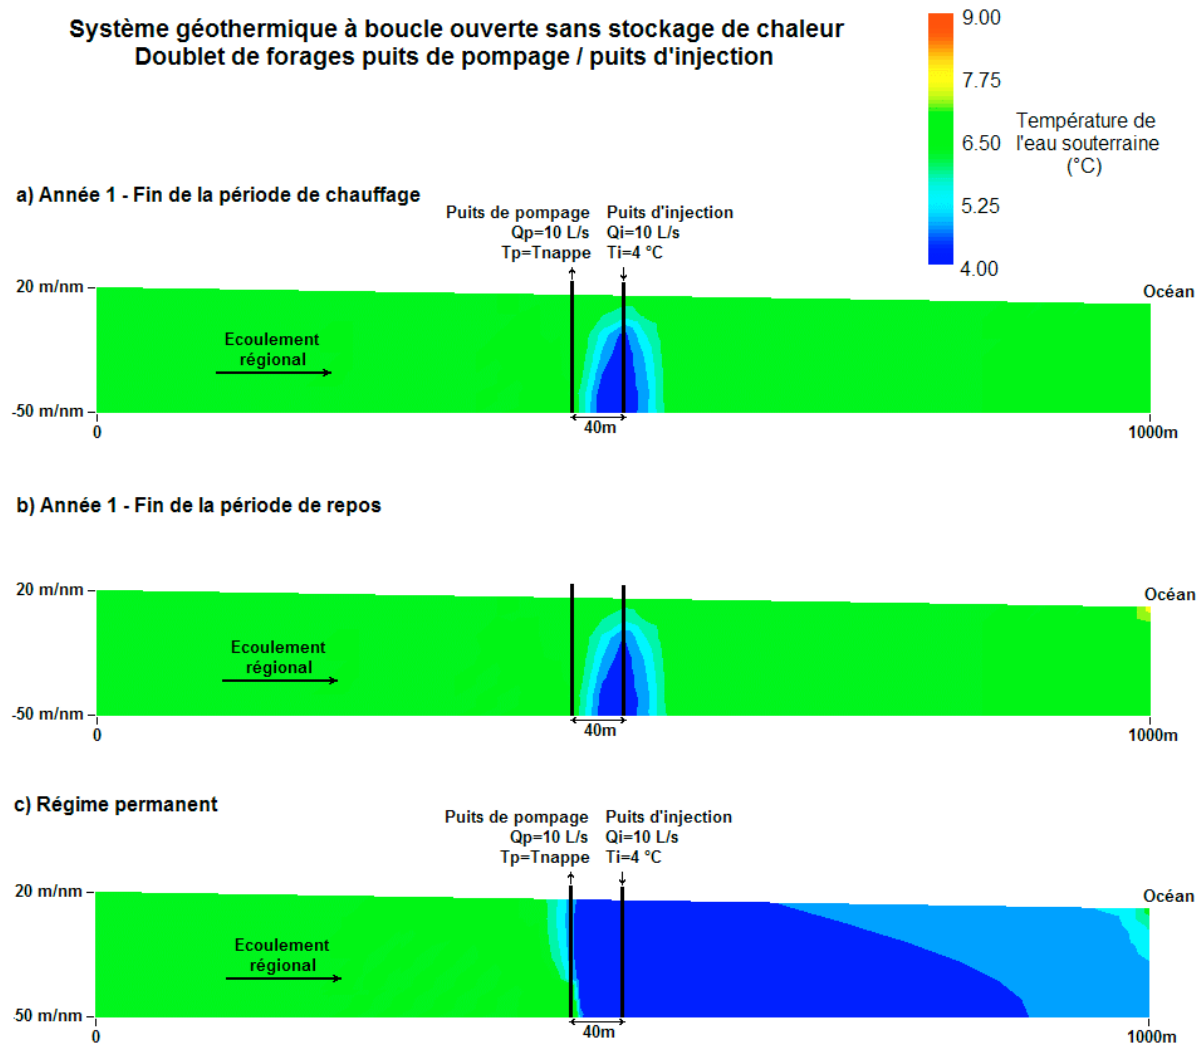 Système géothermique à boucle ouverte sans stockage de chaleur
Doublet de forages puits de pompage / puits d'injection
9.00
7.75
6.50
5.25
4.00
Température de
l'eau souterraine
(°C)
a) Année 1 - Fin de la période de chauffage
Puits de pompage
Qp=10 L/s
Tp=Tnappe
Puits d'injection
Qi=10 L/s
Ti=4 °C
20 m/nm
Océan
Ecoulement
régional
-50 m/nm
0
40m
1000m
b) Année 1 - Fin de la période de repos
20 m/nm
Océan
Ecoulement
régional
-50 m/nm
0
40m
1000m
c) Régime permanent
Puits de pompage
Qp=10 L/s
Tp=Tnappe
Puits d'injection
Qi=10 L/s
Ti=4 °C
20 m/nm
Océan
Ecoulement
régional
-50 m/nm
0
40m
1000m